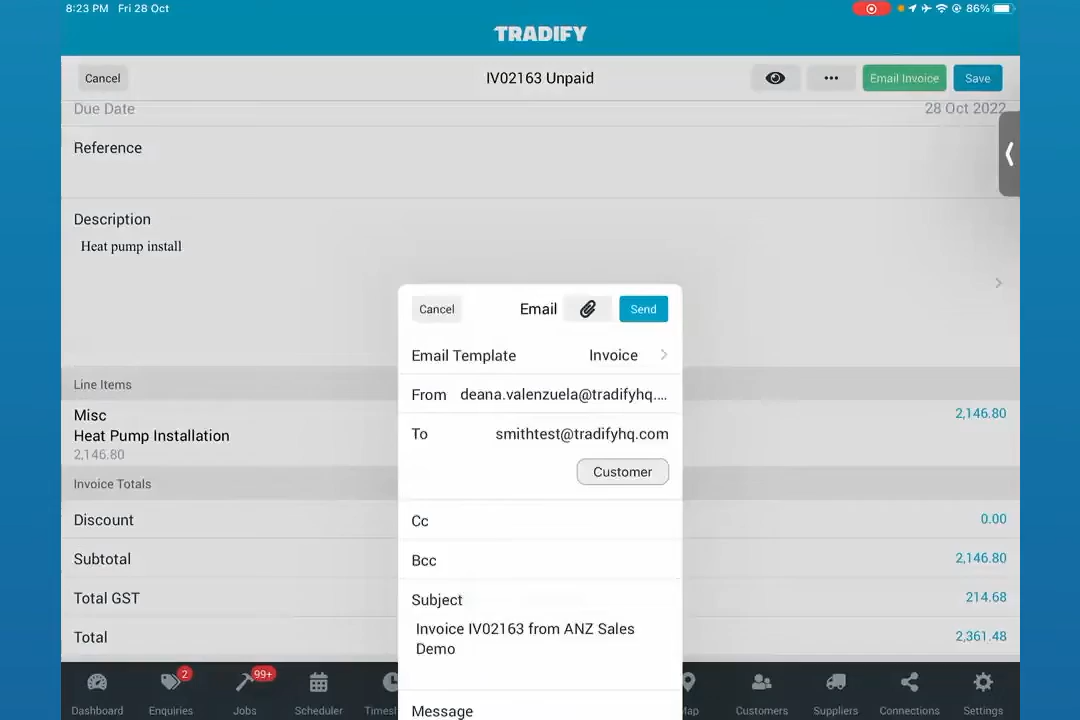 8:23 PM Fri 28 Oct
86%
TRADIFY
Cancel
IV02163 Unpaid
Email Invoice
Save
Due Date
28 Oct 2022
Reference
Description
Heat pump install
Cancel
Email
Send
Email Template
Invoice
From deana.valenzuela@tradifyhq....
To smithtest@tradifyhq.com
Customer
Cc
Bcc
Subject
Invoice IV02163 from ANZ Sales
Demo
Message
Line Items
Misc
2,146.80
Heat Pump Installation
2,146.80
Invoice Totals
Discount
0.00
Subtotal
2,146.80
Total GST
214.68
Total
2,361.48
2
99+
Dashboard
Enquiries
Jobs
Scheduler
Timesl
ap
Customers
Suppliers
Connections
Settings